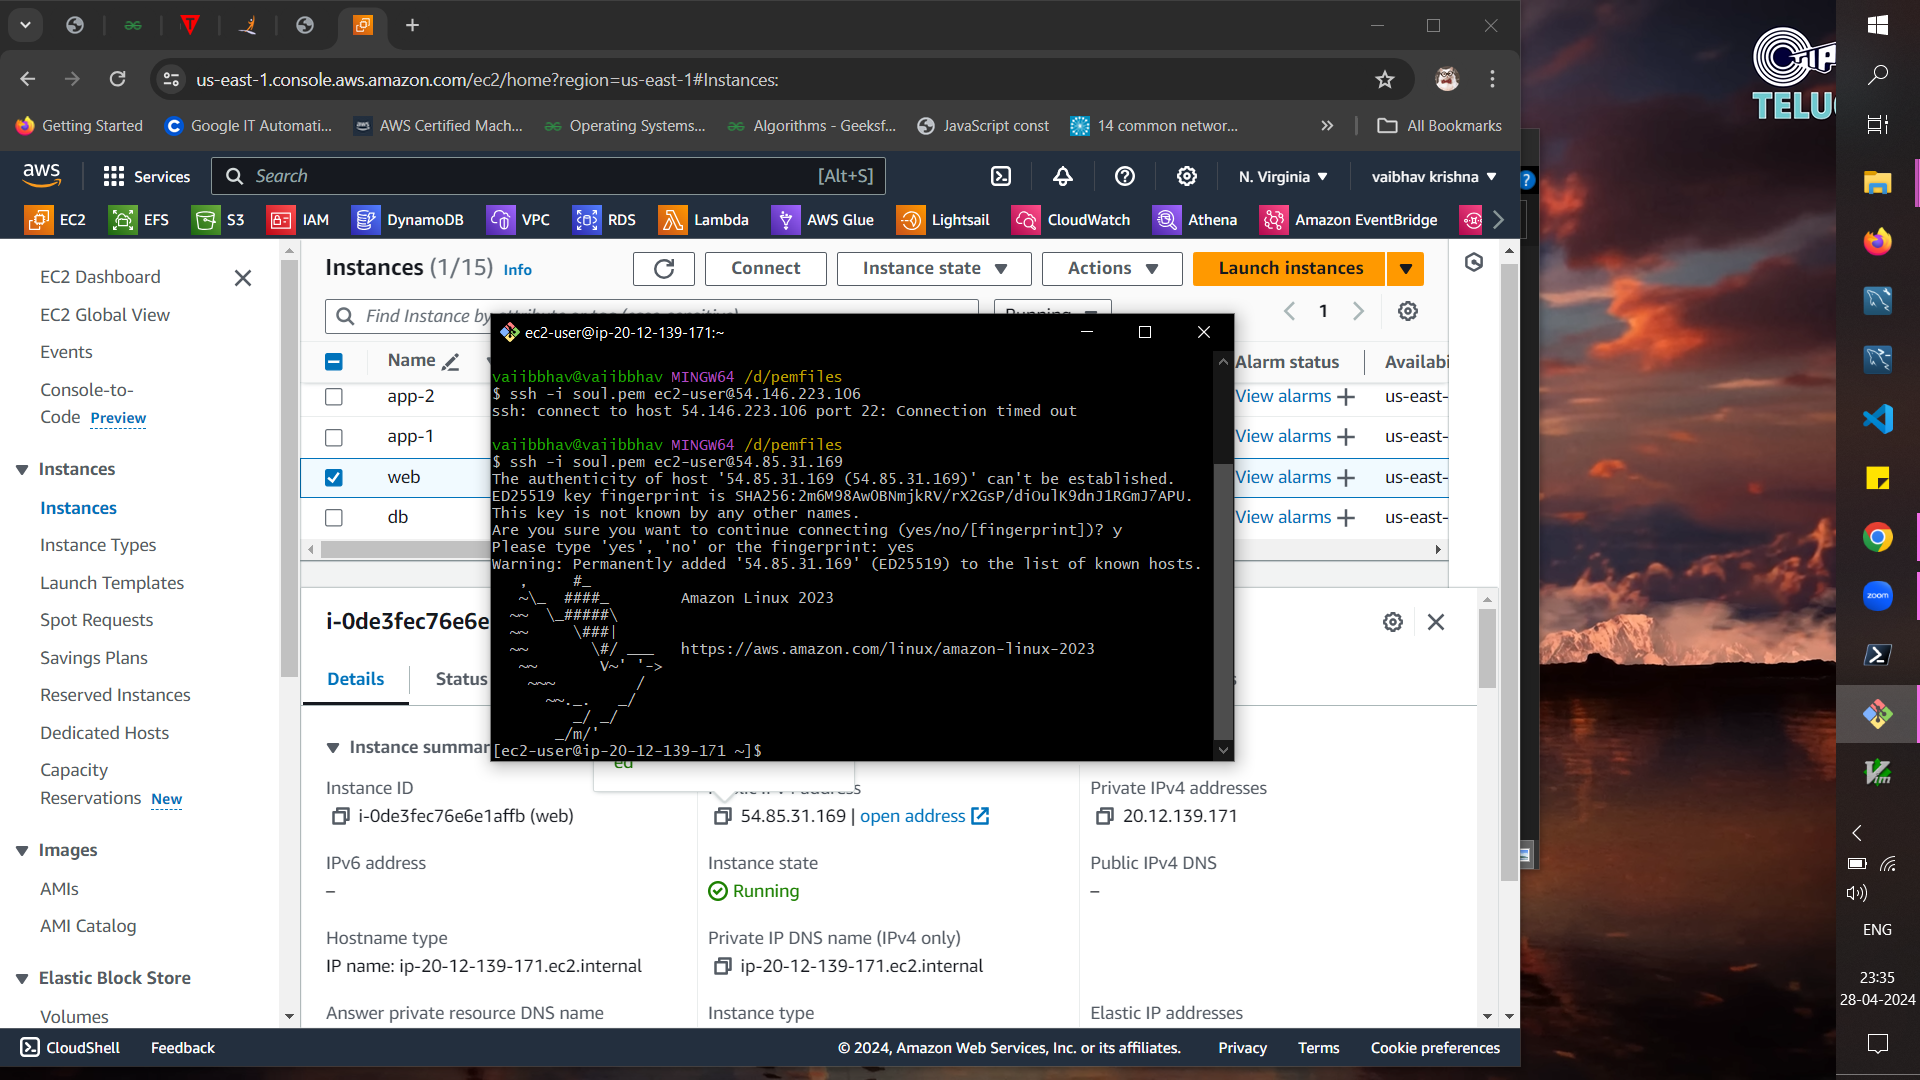 us-east-1.console.aws.amazon.com/ec2/home?region=us-east-1#Instances:
Getting Started
Google IT Automati...
AWS Certified Mach...
Operating Systems...
Algorithms - Geeksf...
JavaScript const
14 common networ...
All Bookmarks
aws
Services
Search
[Alt+S]
N. Virginia
vaibhav krishna
EC2
EFS
S3
IAM
DynamoDB
VPC
RDS
Lambda
AWS Glue
Lightsail
CloudWatch
Athena
Amazon EventBridge
EC2 Dashboard
EC2 Global View
Events
Console-to-
Code Preview
Instances
Instances
Instance Types
Launch Templates
Spot Requests
Savings Plans
Reserved Instances
Dedicated Hosts
Capacity
Reservations New
Images
AMIs
AMI Catalog
Elastic Block Store
Volumes
Instances (1/15) Info
Connect
Instance state
Actions
Launch instances
Find Instance by attribute or tag (case-sensitive)
Running
1
Name
Alarm status
Availabi
app-2
View alarms
us-east-
app-1
View alarms
us-east-
web
View alarms
us-east-
db
View alarms
us-east-
ec2-user@ip-20-12-139-171:~
vaiibbhav@vaiibbhav MINGW64 /d/pemfiles
$ ssh -i soul.pem ec2-user@54.146.223.106
ssh: connect to host 54.146.223.106 port 22: Connection timed out
vaiibbhav@vaiibbhav MINGW64 /d/pemfiles
$ ssh -i soul.pem ec2-user@54.85.31.169
The authenticity of host '54.85.31.169 (54.85.31.169)' can't be established.
ED25519 key fingerprint is SHA256:2m6M98AwOBNmjkRV/rX2GsP/diOulK9dnJ1RGmJ7APU.
This key is not known by any other names.
Are you sure you want to continue connecting (yes/no/[fingerprint])? y
Please type 'yes', 'no' or the fingerprint: yes
Warning: Permanently added '54.85.31.169' (ED25519) to the list of known hosts.
   ,     #_
   ~\_  ####_        Amazon Linux 2023
  ~~  \_#####\
  ~~     \###|
  ~~       \#/ ___   https://aws.amazon.com/linux/amazon-linux-2023
   ~~       V~' '->
    ~~~         /
      ~~._.   _/
         _/ _/
       _/m/'
[ec2-user@ip-20-12-139-171 ~]$
i-0de3fec76e6e
Details
Status
Instance summar
ed
Instance ID
i-0de3fec76e6e1affb (web)
Public IPv4 address
54.85.31.169 | open address
Private IPv4 addresses
20.12.139.171
IPv6 address
–
Instance state
Running
Public IPv4 DNS
–
Hostname type
IP name: ip-20-12-139-171.ec2.internal
Private IP DNS name (IPv4 only)
ip-20-12-139-171.ec2.internal
Answer private resource DNS name
Instance type
Elastic IP addresses
CloudShell
Feedback
© 2024, Amazon Web Services, Inc. or its affiliates.
Privacy
Terms
Cookie preferences
TELU
zoom
ENG
23:35
28-04-2024